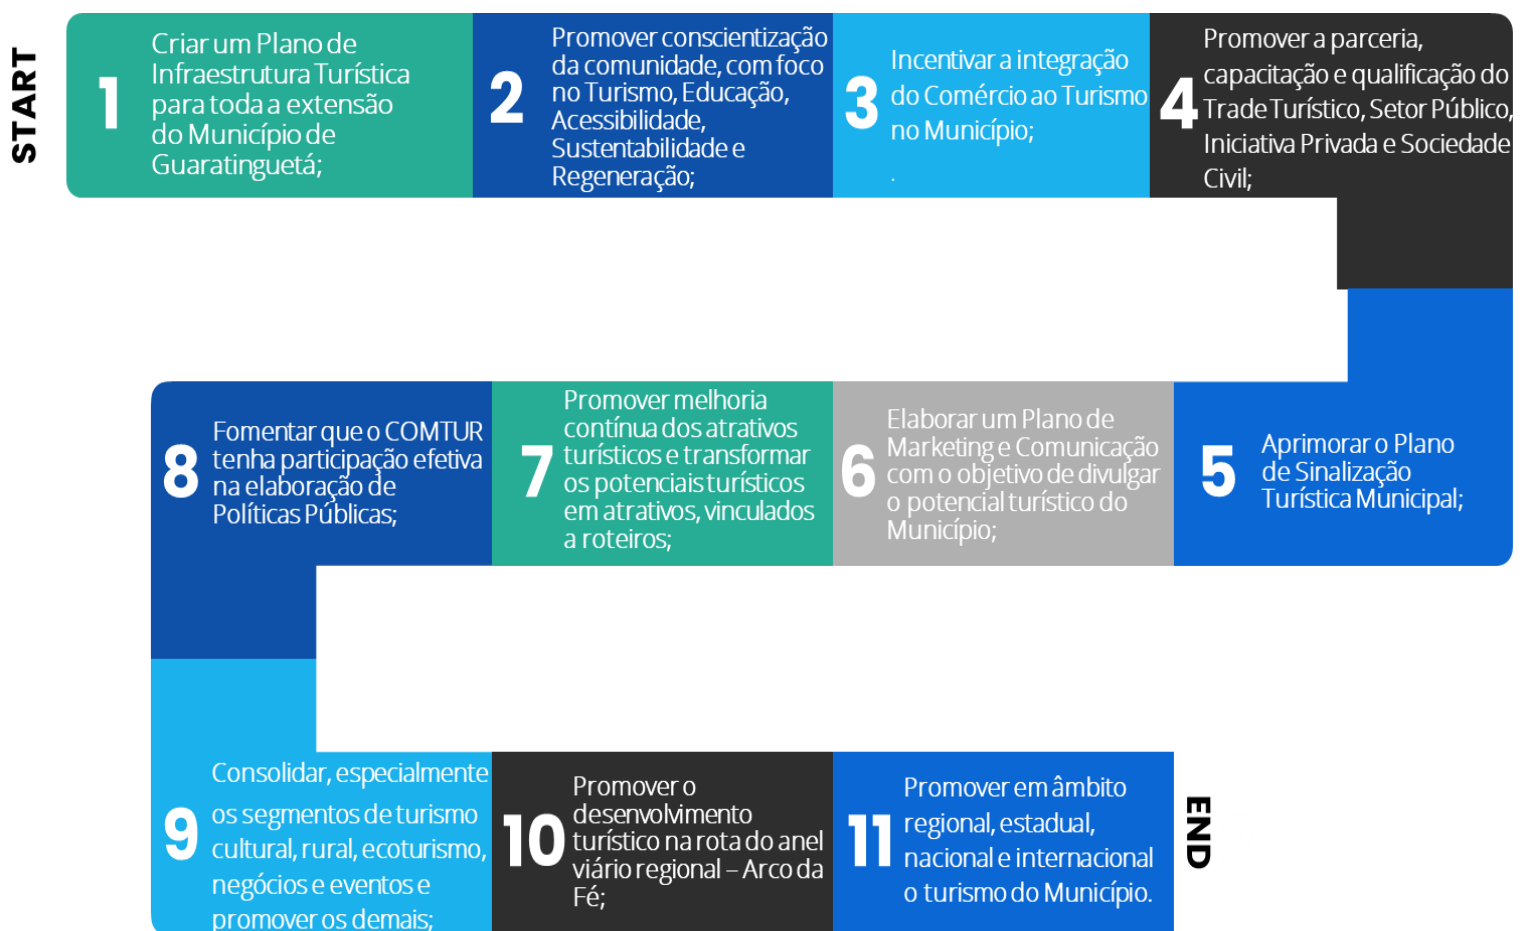 START
1
Criar um Plano de
Infraestrutura Turística
para toda a extensão
do Município de
Guaratinguetá;
2
Promover conscientização
da comunidade, com foco
no Turismo, Educação,
Acessibilidade,
Sustentabilidade e
Regeneração;
3
Incentivar a integração
do Comércio ao Turismo
no Município;
.
4
Promover a parceria,
capacitação e qualificação do
Trade Turístico, Setor Público,
Iniciativa Privada e Sociedade
Civil;
5
Aprimorar o Plano
de Sinalização
Turística Municipal;
6
Elaborar um Plano de
Marketing e Comunicação
com o objetivo de divulgar
o potencial turístico do
Município;
7
Promover melhoria
contínua dos atrativos
turísticos e transformar
os potenciais turísticos
em atrativos, vinculados
a roteiros;
8
Fomentar que o COMTUR
tenha participação efetiva
na elaboração de
Políticas Públicas;
9
Consolidar, especialmente
os segmentos de turismo
cultural, rural, ecoturismo,
negócios e eventos e
promover os demais;
10
Promover o
desenvolvimento
turístico na rota do anel
viário regional – Arco da
Fé;
11
Promover em âmbito
regional, estadual,
nacional e internacional
o turismo do Município.
END